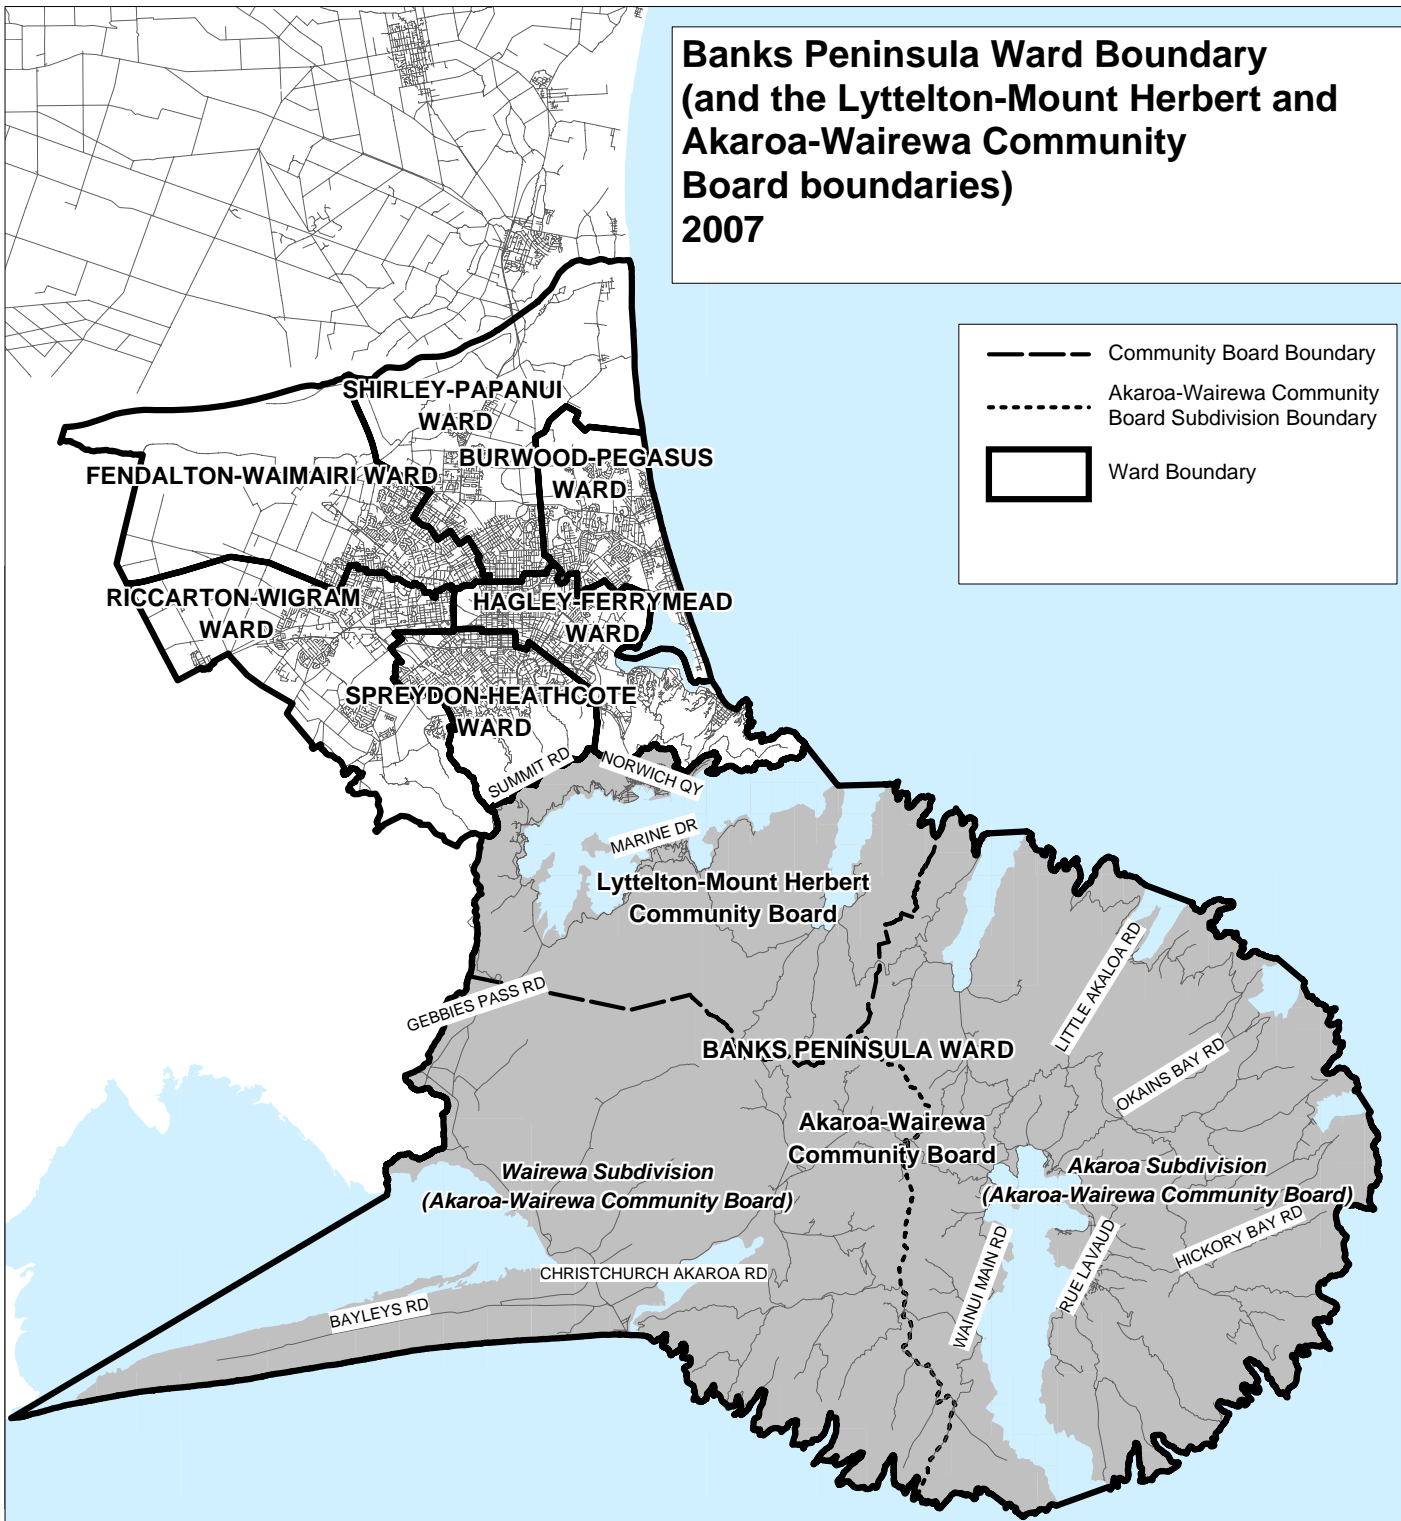 Banks Peninsula Ward Boundary
(and the Lyttelton-Mount Herbert and
Akaroa-Wairewa Community
Board boundaries)
2007
Community Board Boundary
Akaroa-Wairewa Community
Board Subdivision Boundary
Ward Boundary
SHIRLEY-PAPANUI
WARD
BURWOOD-PEGASUS
WARD
FENDALTON-WAIMAIRI WARD
RICCARTON-WIGRAM
WARD
HAGLEY-FERRYMEAD
WARD
SPREYDON-HEATHCOTE
WARD
SUMMIT RD
NORWICH QY
MARINE DR
Lyttelton-Mount Herbert
Community Board
LITTLE AKALOA RD
GEBBIES PASS RD
BANKS PENINSULA WARD
OKAINS BAY RD
Akaroa-Wairewa
Community Board
Wairewa Subdivision
(Akaroa-Wairewa Community Board)
Akaroa Subdivision
(Akaroa-Wairewa Community Board)
HICKORY BAY RD
WAINUI MAIN RD
RUE LAVAUD
CHRISTCHURCH AKAROA RD
BAYLEYS RD